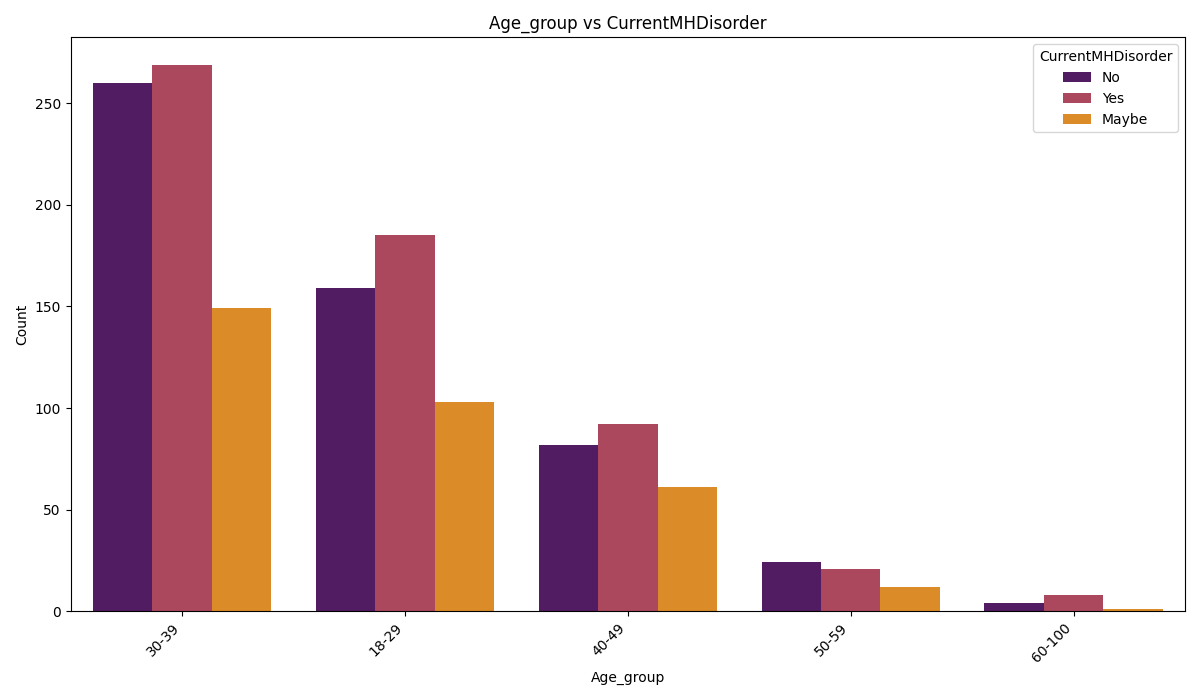 Age_group vs CurrentMHDisorder
CurrentMHDisorder
No
Yes
Maybe
Count
250
200
150
100
50
0
30-39
18-29
40-49
50-59
60-100
Age_group